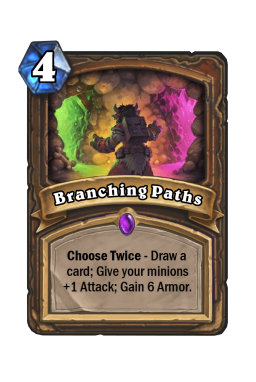 4
Branching Paths
Choose Twice - Draw a
card; Give your minions
+1 Attack; Gain 6 Armor.